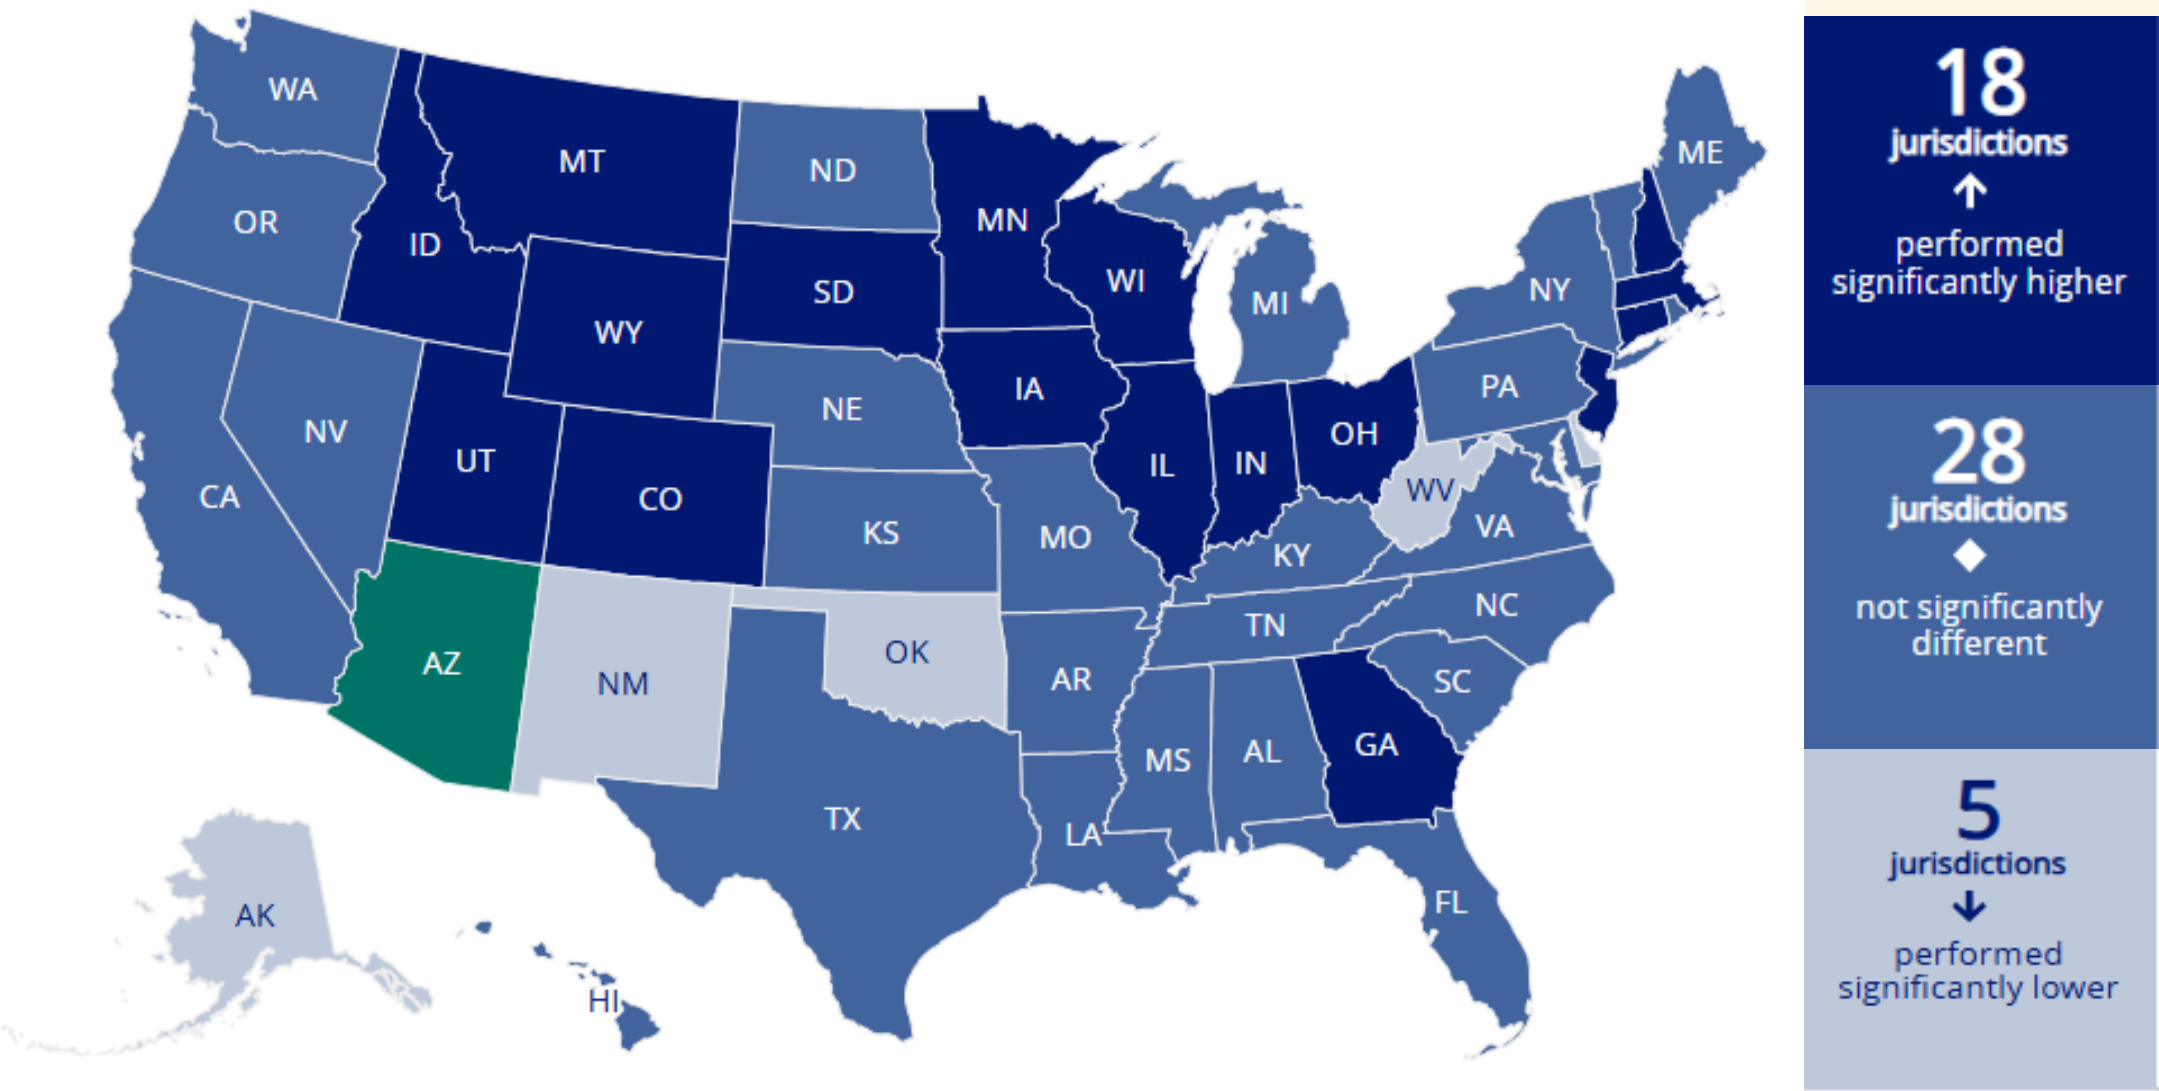 WA
MT
ND
MN
ME
OR
ID
SD
WI
MI
NY
WY
IA
NE
PA
NV
UT
CO
IL
IN
OH
WV
CA
KS
MO
KY
VA
AZ
NM
OK
AR
TN
NC
SC
MS
AL
GA
TX
LA
FL
AK
HI
18
jurisdictions
↑
performed
significantly higher
28
jurisdictions
◆
not significantly
different
5
jurisdictions
↓
performed
significantly lower